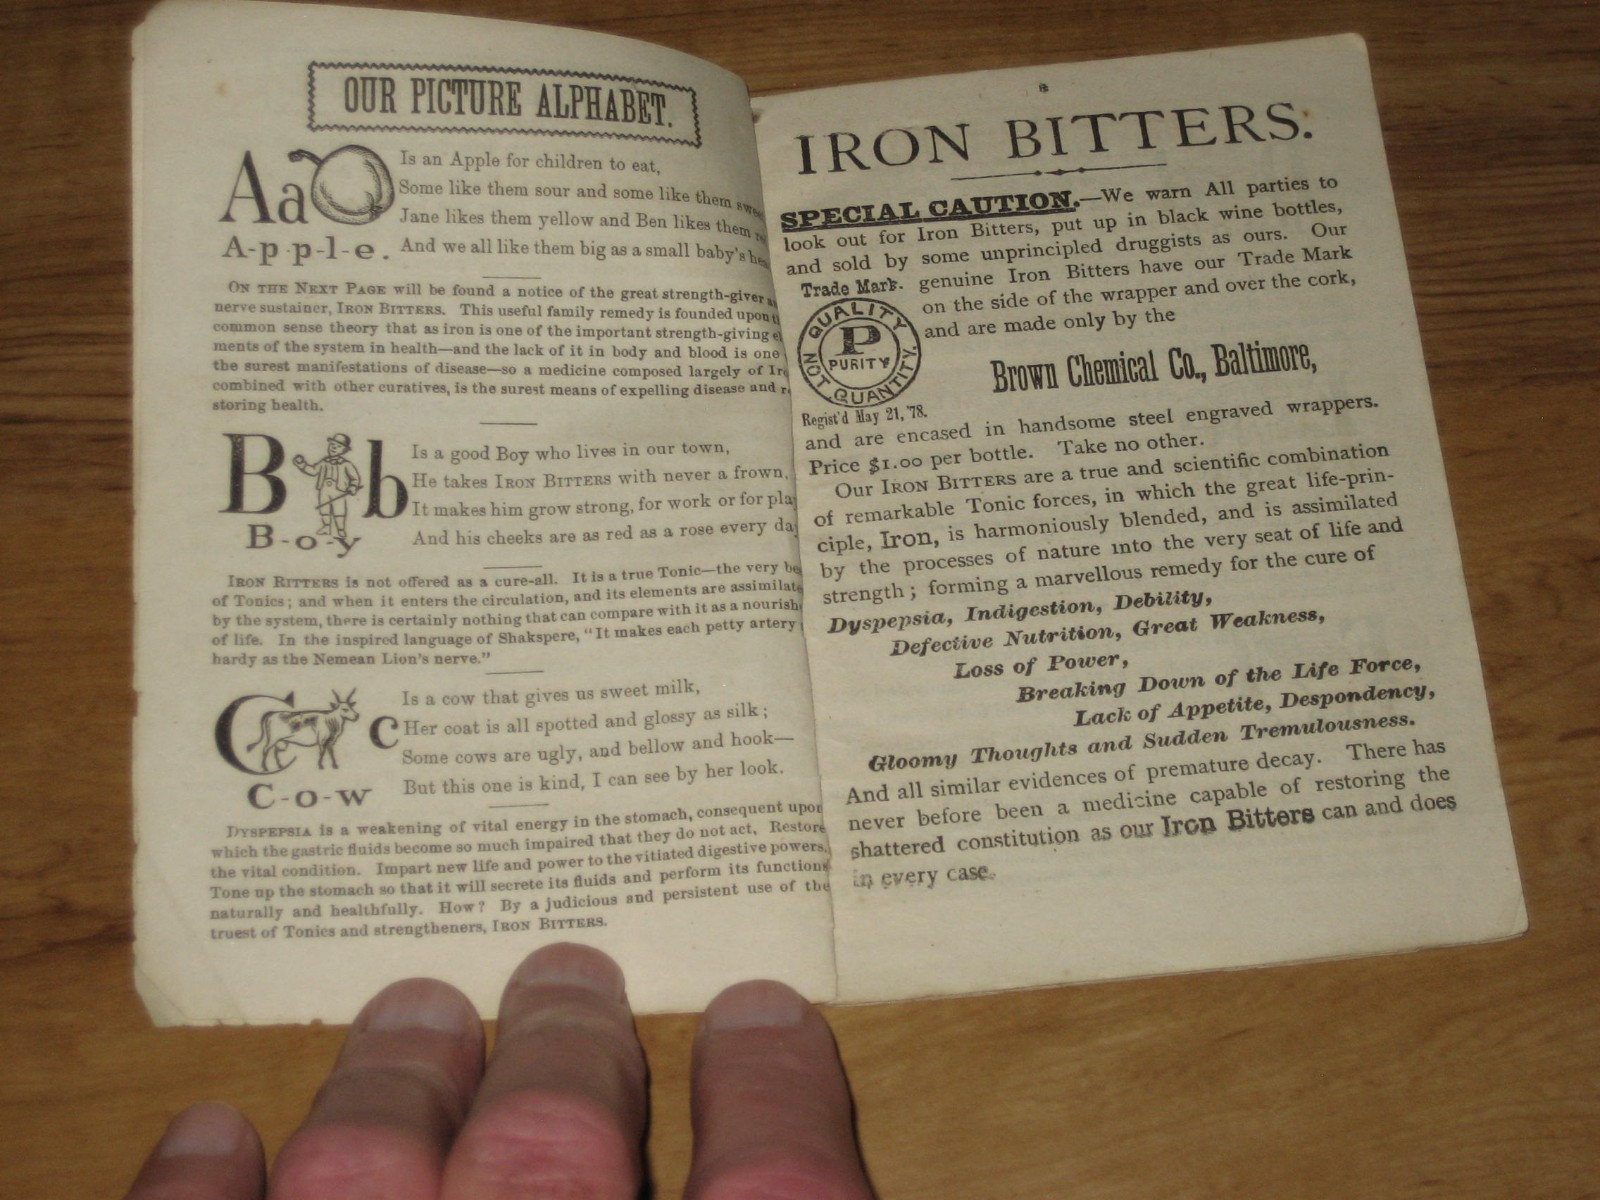 OUR PICTURE ALPHABET.
Aa
A-p-p-l-e.
Is an Apple for children to eat,
Some like them sour and some like them swe
Jane likes them yellow and Ben likes them r
And we all like them big as a small baby's he
ON THE NEXT PAGE will be found a notice of the great strength-giver a
nerve sustainer, IRON BITTERS. This useful family remedy is founded upon t
common sense theory that as iron is one of the important strength-giving e
ments of the system in health—and the lack of it in body and blood is one
the surest manifestations of disease—so a medicine composed largely of Ir
combined with other curatives, is the surest means of expelling disease and r
storing health.
B b
B-o-y
Is a good Boy who lives in our town,
He takes IRON BITTERS with never a frown,
It makes him grow strong, for work or for pla
And his cheeks are as red as a rose every da
IRON RITTERS is not offered as a cure-all. It is a true Tonic—the very be
of Tonics; and when it enters the circulation, and its elements are assimilate
by the system, there is certainly nothing that can compare with it as a nourish
of life. In the inspired language of Shakspere, "It makes each petty artery
hardy as the Nemean Lion's nerve."
C c
C-o-w
Is a cow that gives us sweet milk,
Her coat is all spotted and glossy as silk;
Some cows are ugly, and bellow and hook—
But this one is kind, I can see by her look.
DYSPEPSIA is a weakening of vital energy in the stomach, consequent upon
which the gastric fluids become so much impaired that they do not act. Restore
the vital condition. Impart new life and power to the vitiated digestive powers.
Tone up the stomach so that it will secrete its fluids and perform its functions
naturally and healthfully. How? By a judicious and persistent use of the
truest of Tonics and strengtheners, IRON BITTERS.
IRON BITTERS.
SPECIAL CAUTION.—We warn All parties to
look out for Iron Bitters, put up in black wine bottles,
and sold by some unprincipled druggists as ours. Our
genuine Iron Bitters have our Trade Mark
on the side of the wrapper and over the cork,
and are made only by the
Trade Mark.
QUALITY
P
PURITY
NOT QUANTITY.
Regist'd May 21, '78.
Brown Chemical Co., Baltimore,
and are encased in handsome steel engraved wrappers.
Price $1.00 per bottle. Take no other.
Our IRON BITTERS are a true and scientific combination
of remarkable Tonic forces, in which the great life-prin-
ciple, Iron, is harmoniously blended, and is assimilated
by the processes of nature into the very seat of life and
strength; forming a marvellous remedy for the cure of
Dyspepsia, Indigestion, Debility,
Defective Nutrition, Great Weakness,
Loss of Power,
Breaking Down of the Life Force,
Lack of Appetite, Despondency,
Gloomy Thoughts and Sudden Tremulousness.
And all similar evidences of premature decay. There has
never before been a medicine capable of restoring the
shattered constitution as our Iron Bitters can and does
in every case.